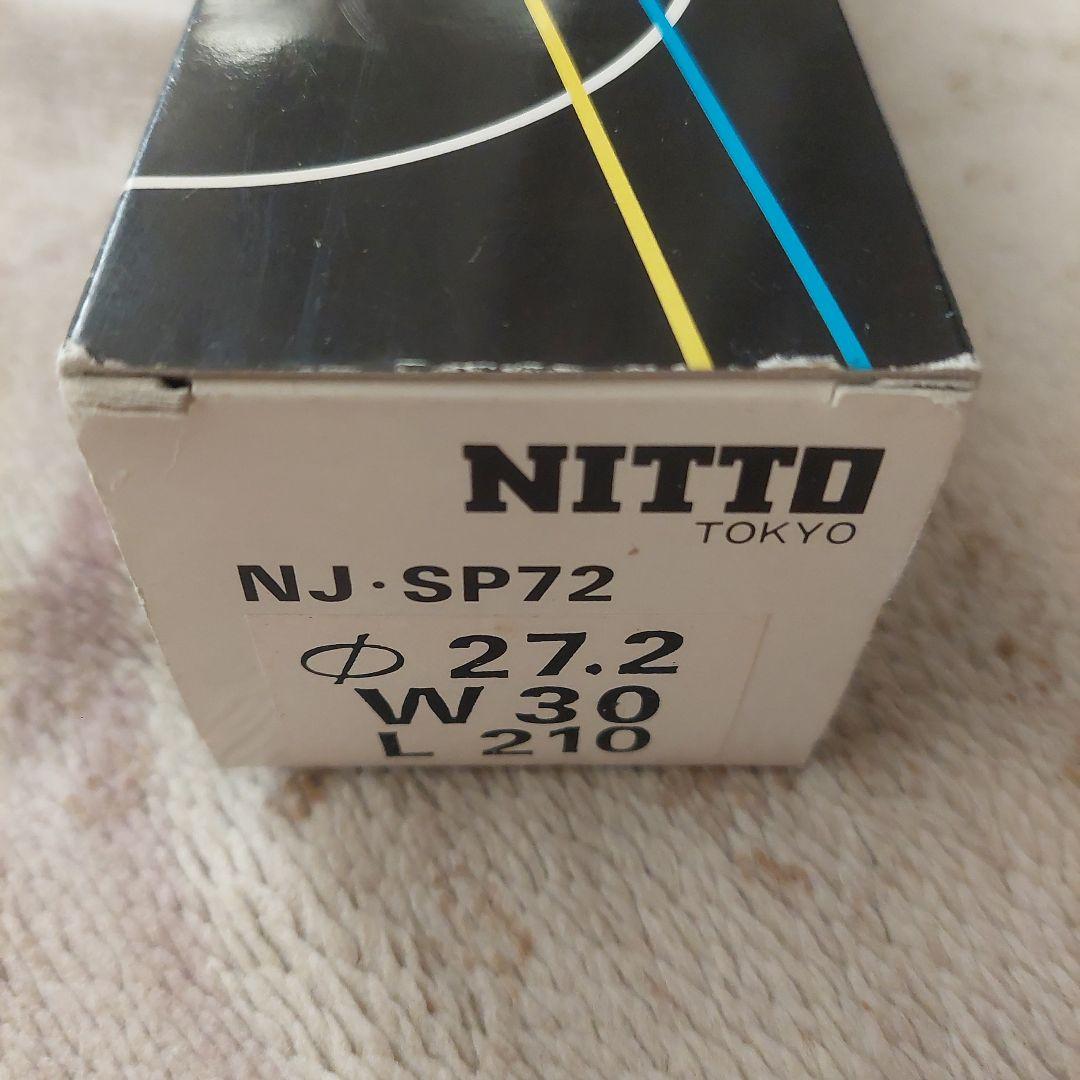 NITTO
TOKYO
NJ·SP72
Φ 27.2
W 30
L 210